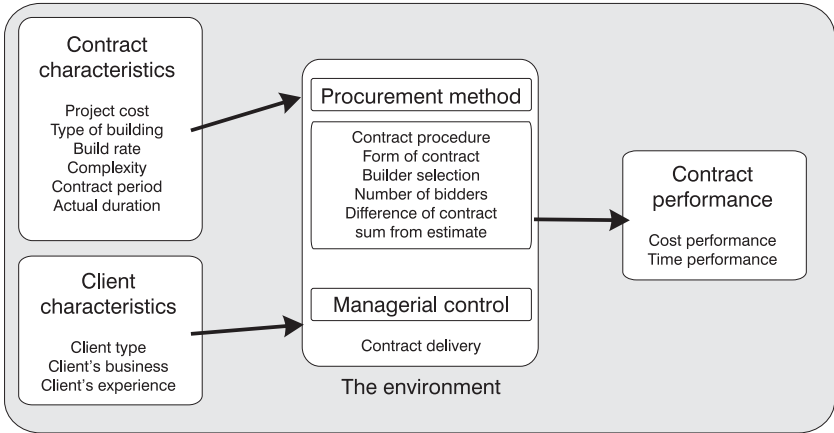 Contract
characteristics
Project cost
Type of building
Build rate
Complexity
Contract period
Actual duration
Client
characteristics
Client type
Client's business
Client's experience
Procurement method
Contract procedure
Form of contract
Builder selection
Number of bidders
Difference of contract
sum from estimate
Managerial control
Contract delivery
The environment
Contract
performance
Cost performance
Time performance